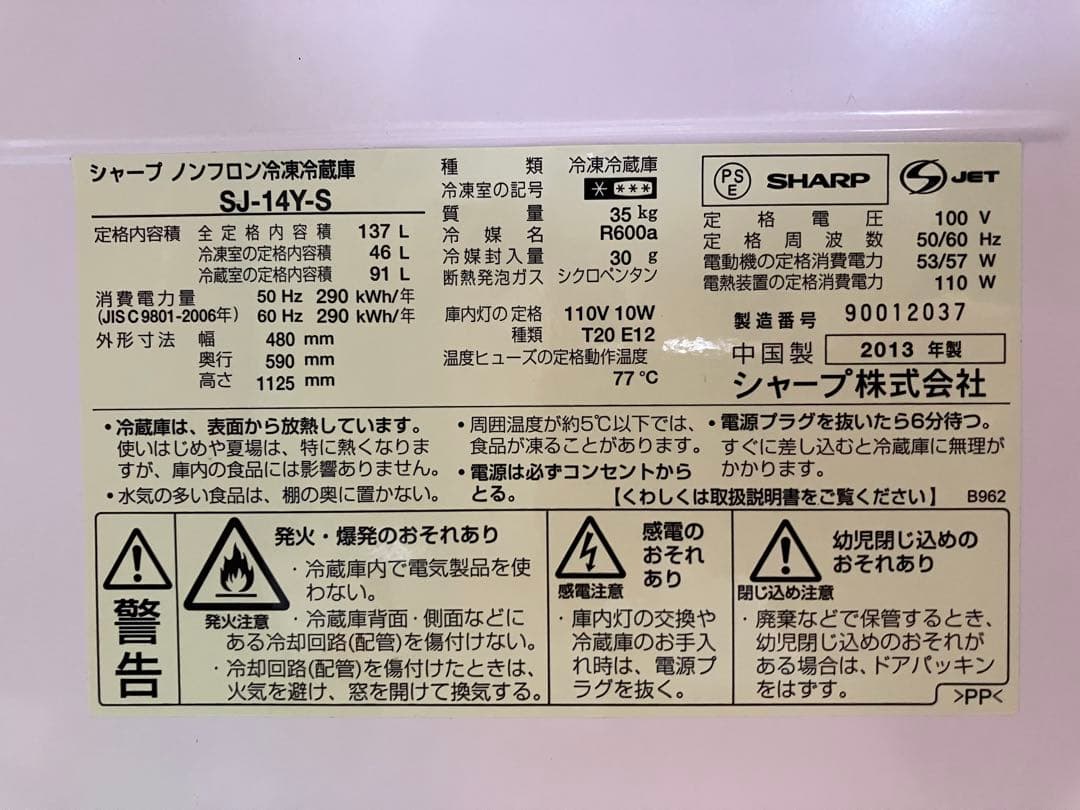 シャープ ノンフロン冷凍冷蔵庫
SJ-14Y-S
定格内容積 全定格内容積 137 L
冷凍室の定格内容積 46 L
冷蔵室の定格内容積 91 L
消費電力量 50 Hz 290 kWh/年
(JIS C 9801-2006年) 60 Hz 290 kWh/年
外形寸法 幅 480 mm
奥行 590 mm
高さ 1125 mm
種類 冷凍冷蔵庫
冷凍室の記号 * ***
質量 35 kg
冷媒名 R600a
冷媒封入量 30 g
断熱発泡ガス シクロペンタン
庫内灯の定格 110V 10W
種類 T20 E12
温度ヒューズの定格動作温度
77 ℃
PS
E
SHARP
JET
定格電圧 100 V
定格周波数 50/60 Hz
電動機の定格消費電力 53/57 W
電熱装置の定格消費電力 110 W
製造番号 90012037
中国製 2013 年製
シャープ株式会社
・冷蔵庫は、表面から放熱しています。
使いはじめや夏場は、特に熱くなりま
すが、庫内の食品には影響ありません。
・水気の多い食品は、棚の奥に置かない。
・周囲温度が約5℃以下では、
食品が凍ることがあります。
・電源は必ずコンセントから
とる。
・電源プラグを抜いたら6分待つ。
すぐに差し込むと冷蔵庫に無理が
かかります。
【くわしくは取扱説明書をご覧ください】 B962
警告
発火・爆発のおそれあり
発火注意
・冷蔵庫内で電気製品を使
わない。
・冷蔵庫背面・側面などに
ある冷却回路(配管)を傷付けない。
・冷却回路(配管)を傷付けたときは、
火気を避け、窓を開けて換気する。
感電の
おそれ
あり
感電注意
・庫内灯の交換や
冷蔵庫のお手入
れ時は、電源プ
ラグを抜く。
幼児閉じ込めの
おそれあり
閉じ込め注意
・廃棄などで保管するとき、
幼児閉じ込めのおそれが
ある場合は、ドアパッキン
をはずす。
>PP<